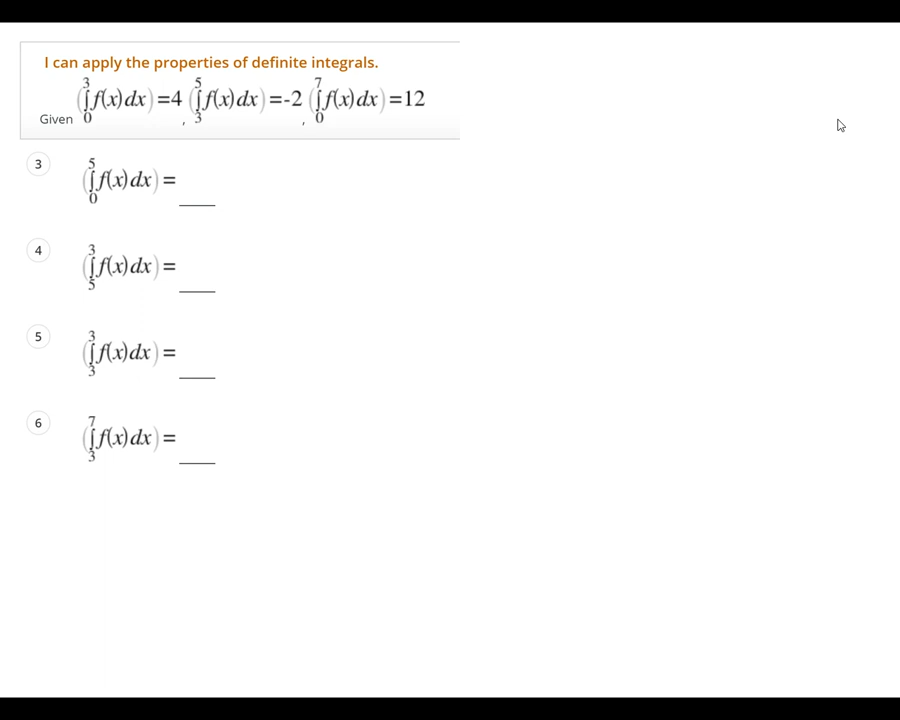 I can apply the properties of definite integrals.
Given (∫₀³ f(x) dx) =4 , (∫₃⁵ f(x) dx) =-2 , (∫₀⁷ f(x) dx) =12
3 (∫₀⁵ f(x) dx) = ____
4 (∫₅³ f(x) dx) = ____
5 (∫₃³ f(x) dx) = ____
6 (∫₃⁷ f(x) dx) = ____